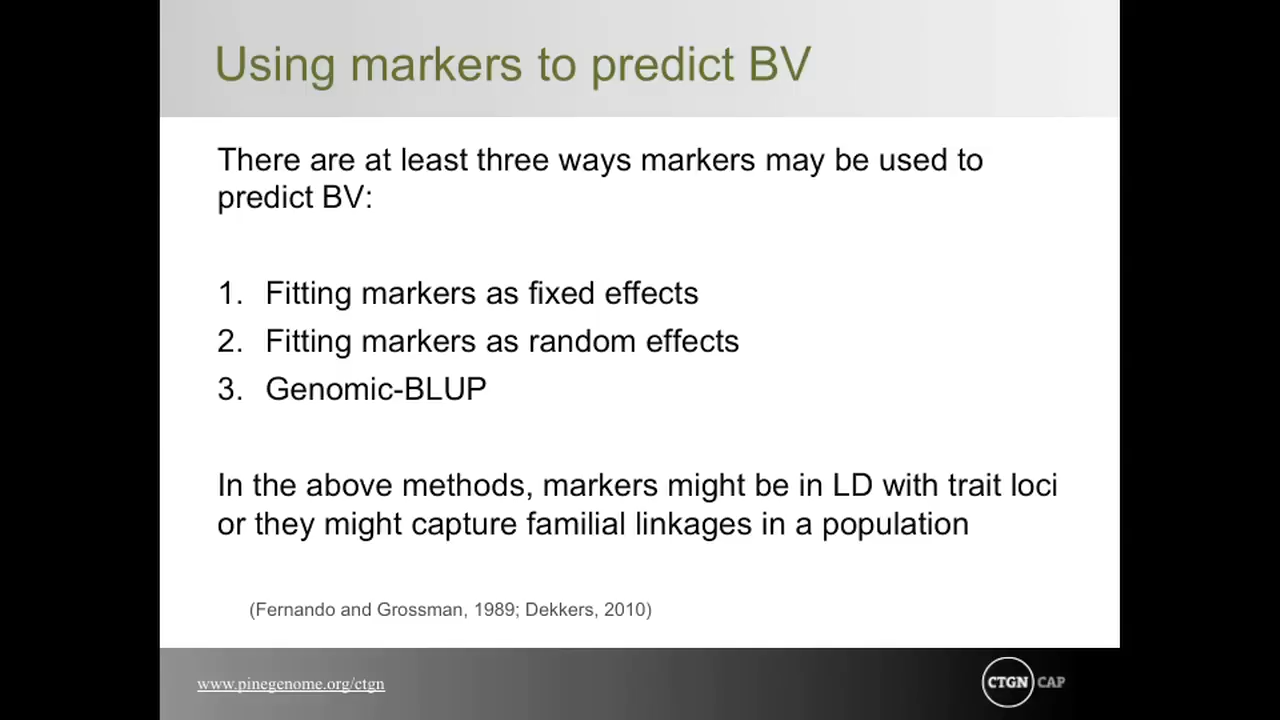 Using markers to predict BV
There are at least three ways markers may be used to
predict BV:
1. Fitting markers as fixed effects
2. Fitting markers as random effects
3. Genomic-BLUP
In the above methods, markers might be in LD with trait loci
or they might capture familial linkages in a population
(Fernando and Grossman, 1989; Dekkers, 2010)
www.pinegenome.org/ctgn
CTGN CAP